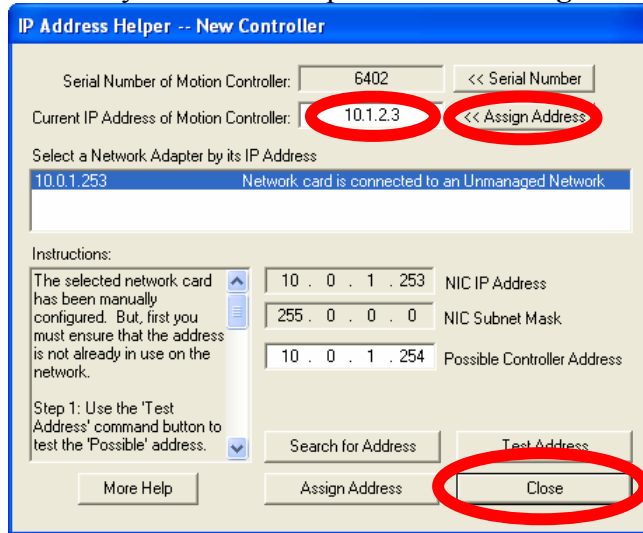 IP Address Helper -- New Controller
Serial Number of Motion Controller: 6402 << Serial Number
Current IP Address of Motion Controller: 10.1.2.3 << Assign Address
Select a Network Adapter by its IP Address
10.0.1.253 Network card is connected to an Unmanaged Network
Instructions:
The selected network card
has been manually
configured. But, first you
must ensure that the address
is not already in use on the
network.
Step 1: Use the 'Test
Address' command button to
test the 'Possible' address.
10 . 0 . 1 . 253 NIC IP Address
255 . 0 . 0 . 0 NIC Subnet Mask
10 . 0 . 1 . 254 Possible Controller Address
Search for Address Test Address
More Help Assign Address Close